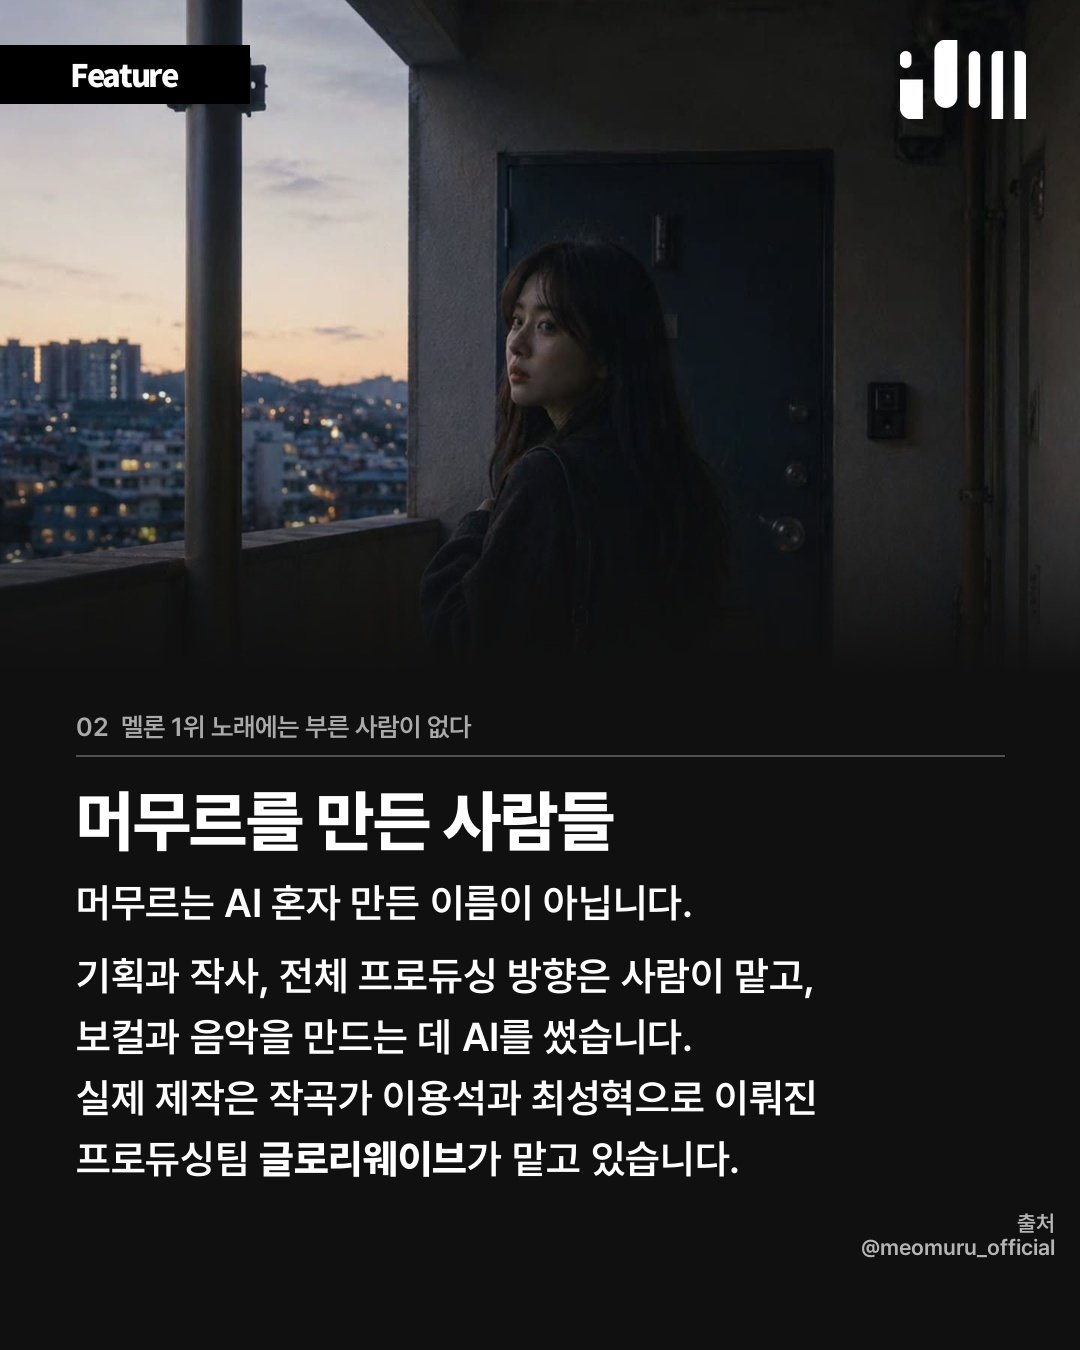 Feature
02 멜론 1위 노래에는 부른 사람이 없다
머무르를 만든 사람들
머무르는 AI 혼자 만든 이름이 아닙니다.
기획과 작사, 전체 프로듀싱 방향은 사람이 맡고,
보컬과 음악을 만드는 데 AI를 썼습니다.
실제 제작은 작곡가 이용석과 최성혁으로 이뤄진
프로듀싱팀 글로리웨이브가 맡고 있습니다.
출처
@meomuru_official